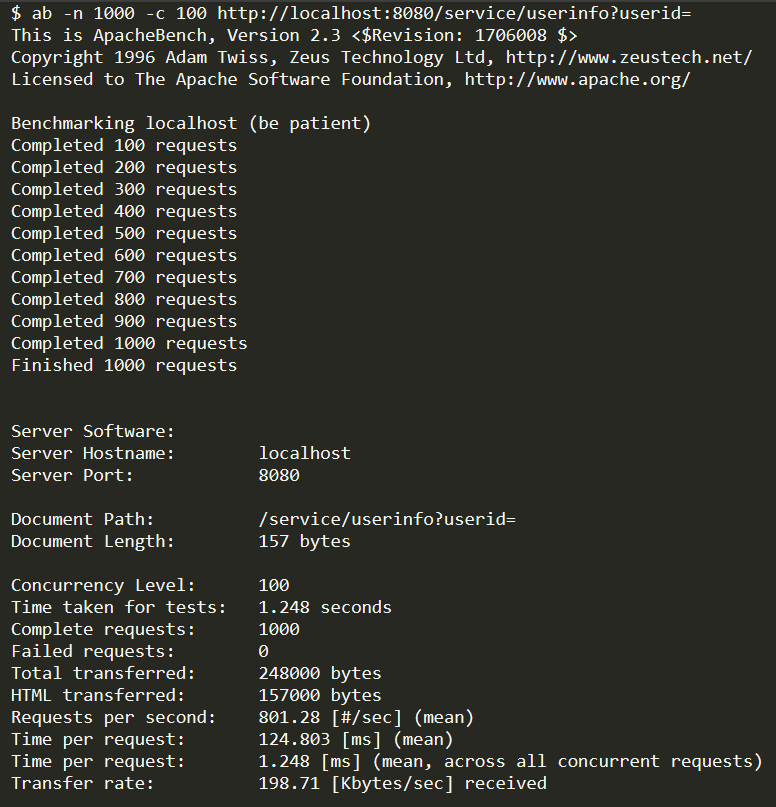 $ ab -n 1000 -c 100 http://localhost:8080/service/userinfo?userid=
This is ApacheBench, Version 2.3 <$Revision: 1706008 $>
Copyright 1996 Adam Twiss, Zeus Technology Ltd, http://www.zeustech.net/
Licensed to The Apache Software Foundation, http://www.apache.org/

Benchmarking localhost (be patient)
Completed 100 requests
Completed 200 requests
Completed 300 requests
Completed 400 requests
Completed 500 requests
Completed 600 requests
Completed 700 requests
Completed 800 requests
Completed 900 requests
Completed 1000 requests
Finished 1000 requests


Server Software:
Server Hostname:        localhost
Server Port:            8080

Document Path:          /service/userinfo?userid=
Document Length:        157 bytes

Concurrency Level:      100
Time taken for tests:   1.248 seconds
Complete requests:      1000
Failed requests:        0
Total transferred:      248000 bytes
HTML transferred:       157000 bytes
Requests per second:    801.28 [#/sec] (mean)
Time per request:       124.803 [ms] (mean)
Time per request:       1.248 [ms] (mean, across all concurrent requests)
Transfer rate:          198.71 [Kbytes/sec] received